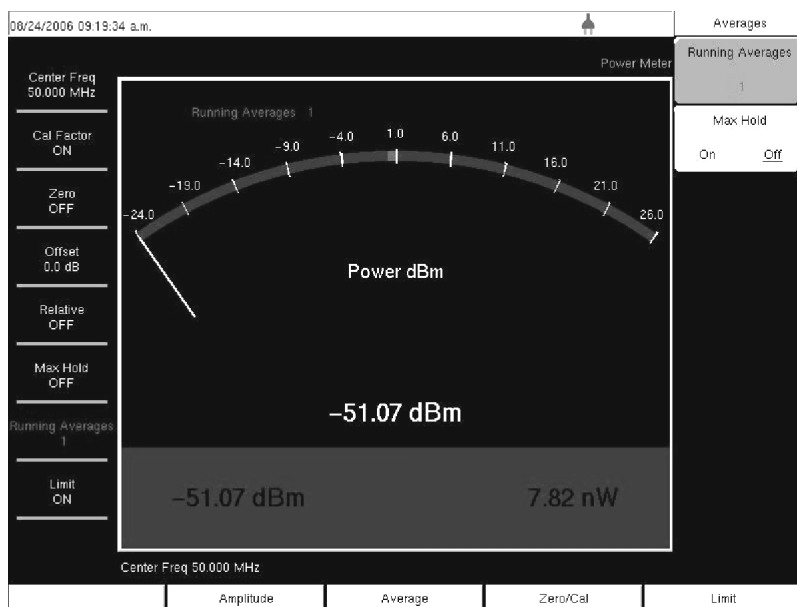 08/24/2006 09:19:34 a.m.
Averages
Power Meter
Running Averages
1
Max Hold
On Off
Center Freq
50.000 MHz
Cal Factor
ON
Zero
OFF
Offset
0.0 dB
Relative
OFF
Max Hold
OFF
Running Averages
1
Limit
ON
Running Averages 1
-24.0 -19.0 -14.0 -9.0 -4.0 1.0 6.0 11.0 16.0 21.0 26.0
Power dBm
-51.07 dBm
-51.07 dBm 7.82 nW
Center Freq 50.000 MHz
Amplitude Average Zero/Cal Limit